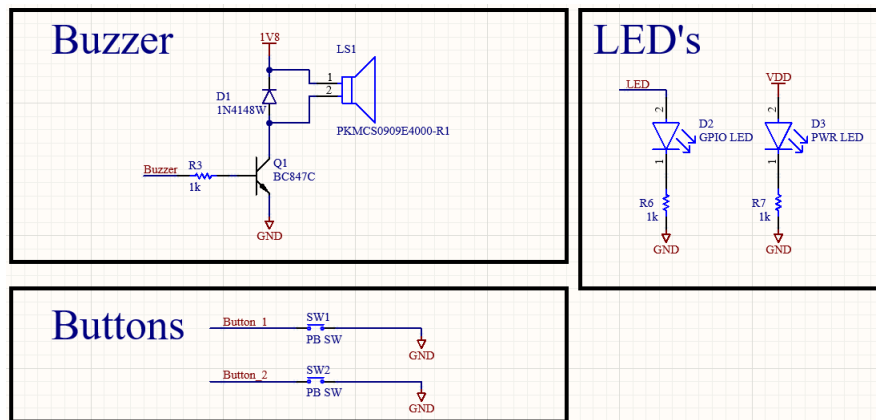 Buzzer
1V8
LS1
1
2
D1
1N4148W
PKMCS0909E4000-R1
Buzzer
R3
1k
Q1
BC847C
GND
LED's
LED
VDD
2
2
D2
GPIO LED
D3
PWR LED
1
1
R6
1k
R7
1k
GND
GND
Buttons
Button_1
SW1
PB SW
GND
Button_2
SW2
PB SW
GND